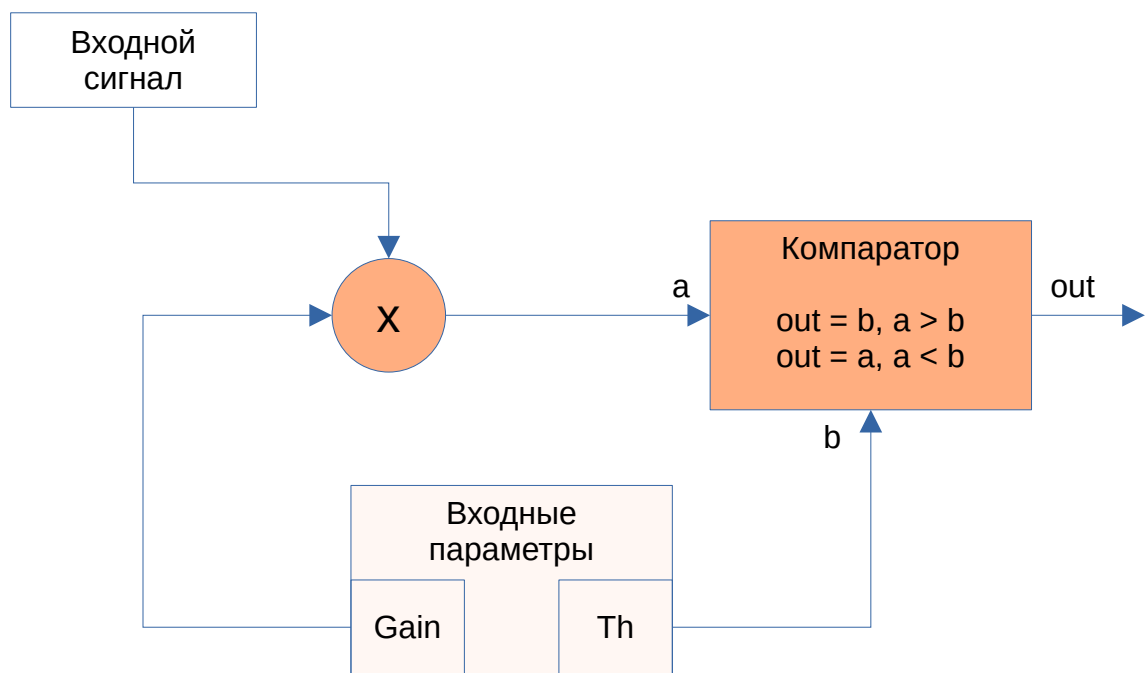 Входной
сигнал
Компаратор
a
out
out = b, a > b
x
out = a, a < b
b
Входные
параметры
Gain
Th